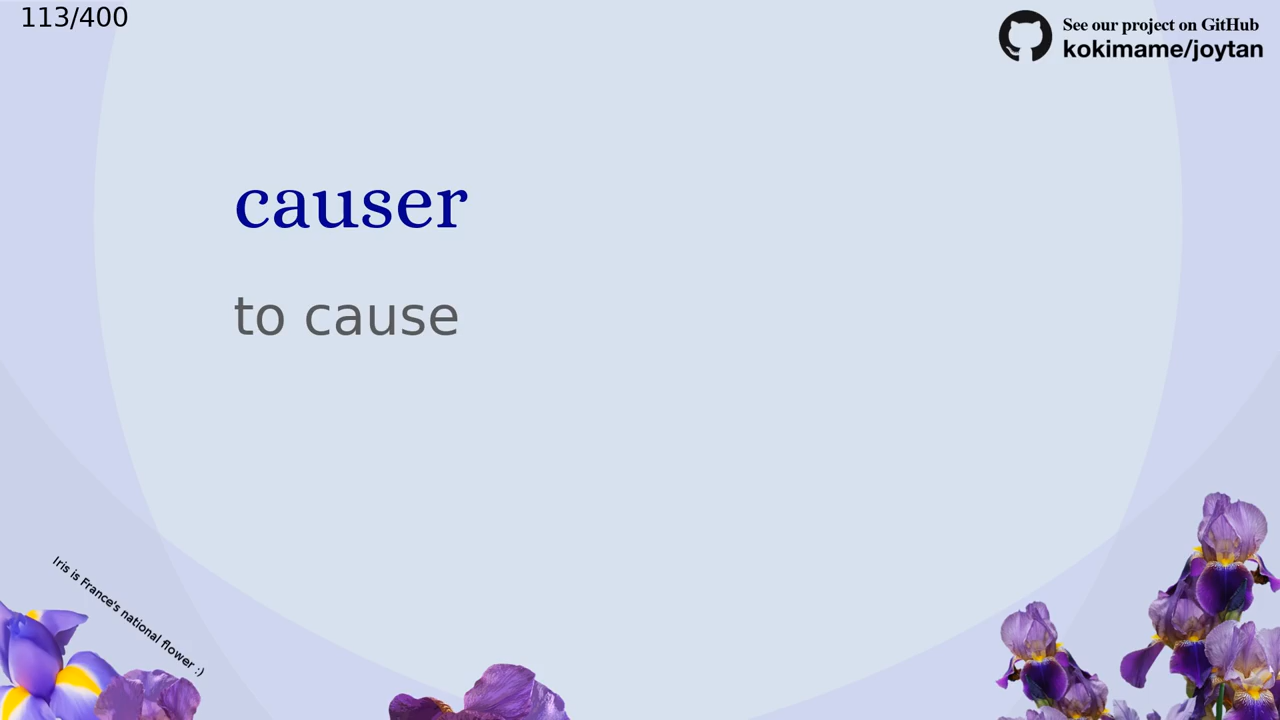 113/400
See our project on GitHub
kokimame/joytan
causer
to cause
Iris is France's national flower :)